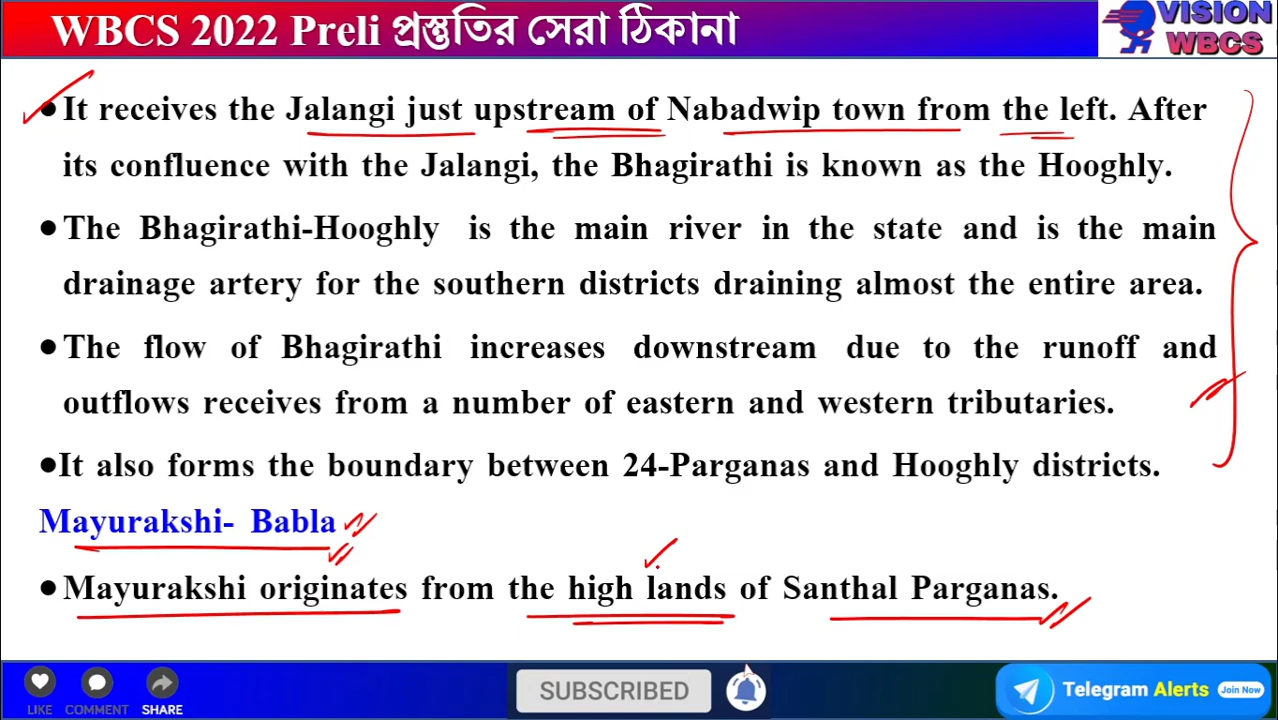 WBCS 2022 Preli প্রস্তুতির সেরা ঠিকানা
VISION
WBCS
●It receives the Jalangi just upstream of Nabadwip town from the left. After
its confluence with the Jalangi, the Bhagirathi is known as the Hooghly.
●The Bhagirathi-Hooghly is the main river in the state and is the main
drainage artery for the southern districts draining almost the entire area.
●The flow of Bhagirathi increases downstream due to the runoff and
outflows receives from a number of eastern and western tributaries.
●It also forms the boundary between 24-Parganas and Hooghly districts.
Mayurakshi- Babla
● Mayurakshi originates from the high lands of Santhal Parganas.
LIKE COMMENT SHARE
SUBSCRIBED
Telegram Alerts Join Now